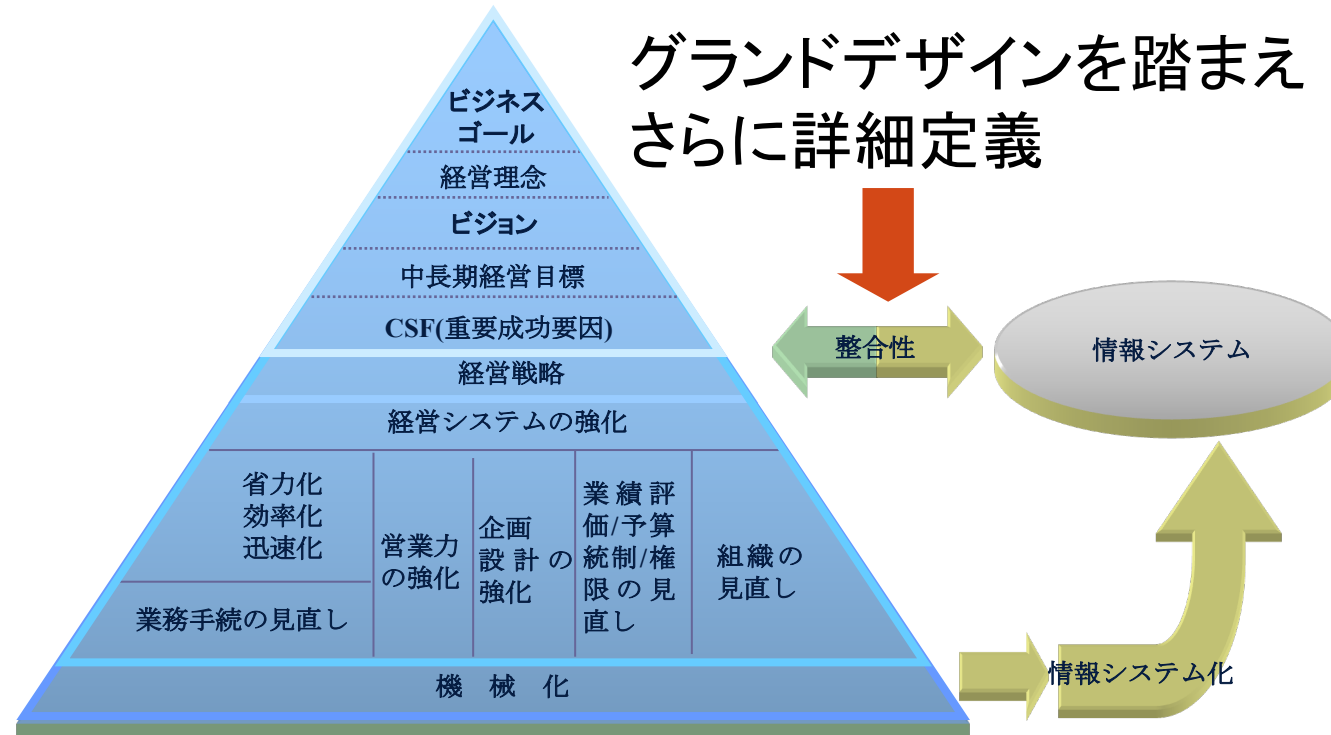 グランドデザインを踏まえ
さらに詳細定義
ビジネス
ゴール
経営理念
ビジョン
中長期経営目標
CSF(重要成功要因)
経営戦略
経営システムの強化
省力化
効率化
迅速化
業務手続の見直し
営業力
の強化
企画
設計の
強化
業績評
価/予算
統制/権
限の見
直し
組織の
見直し
機 械 化
整合性
情報システム
情報システム化